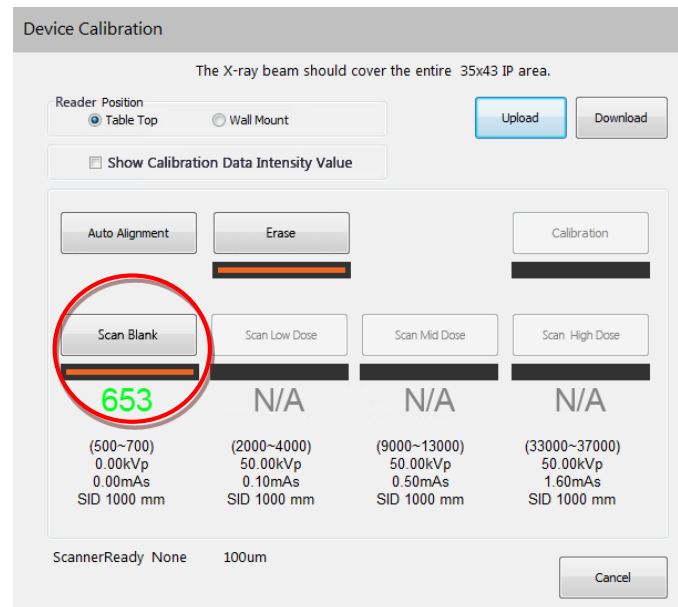 Device Calibration
The X-ray beam should cover the entire 35x43 IP area.
Reader Position
Table Top
Wall Mount
Upload
Download
Show Calibration Data Intensity Value
Auto Alignment
Erase
Calibration
Scan Blank
Scan Low Dose
Scan Mid Dose
Scan High Dose
653
N/A
N/A
N/A
(500~700)
0.00kVp
0.00mAs
SID 1000 mm
(2000~4000)
50.00kVp
0.10mAs
SID 1000 mm
(9000~13000)
50.00kVp
0.50mAs
SID 1000 mm
(33000~37000)
50.00kVp
1.60mAs
SID 1000 mm
ScannerReady None 100um
Cancel